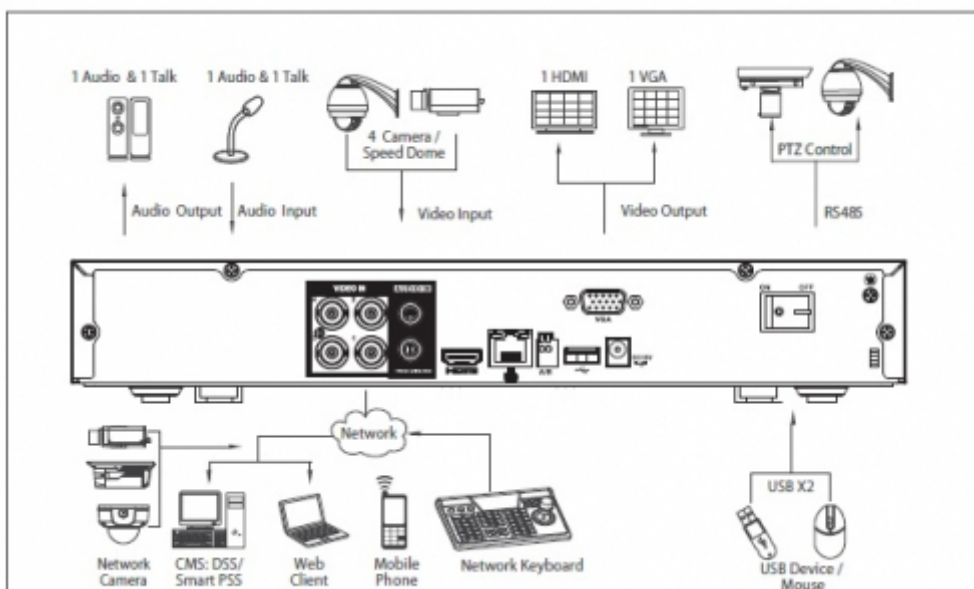 1 Audio & 1 Talk
1 Audio & 1 Talk
4 Camera /
Speed Dome
1 HDMI
1 VGA
PTZ Control
Audio Output
Audio Input
Video Input
Video Output
RS485
VIDEO IN
VGA
ON
OFF
HDMI
A/B
Network
USB X2
Network
Camera
CMS: DSS/
Smart PSS
Web
Client
Mobile
Phone
Network Keyboard
USB Device /
Mouse